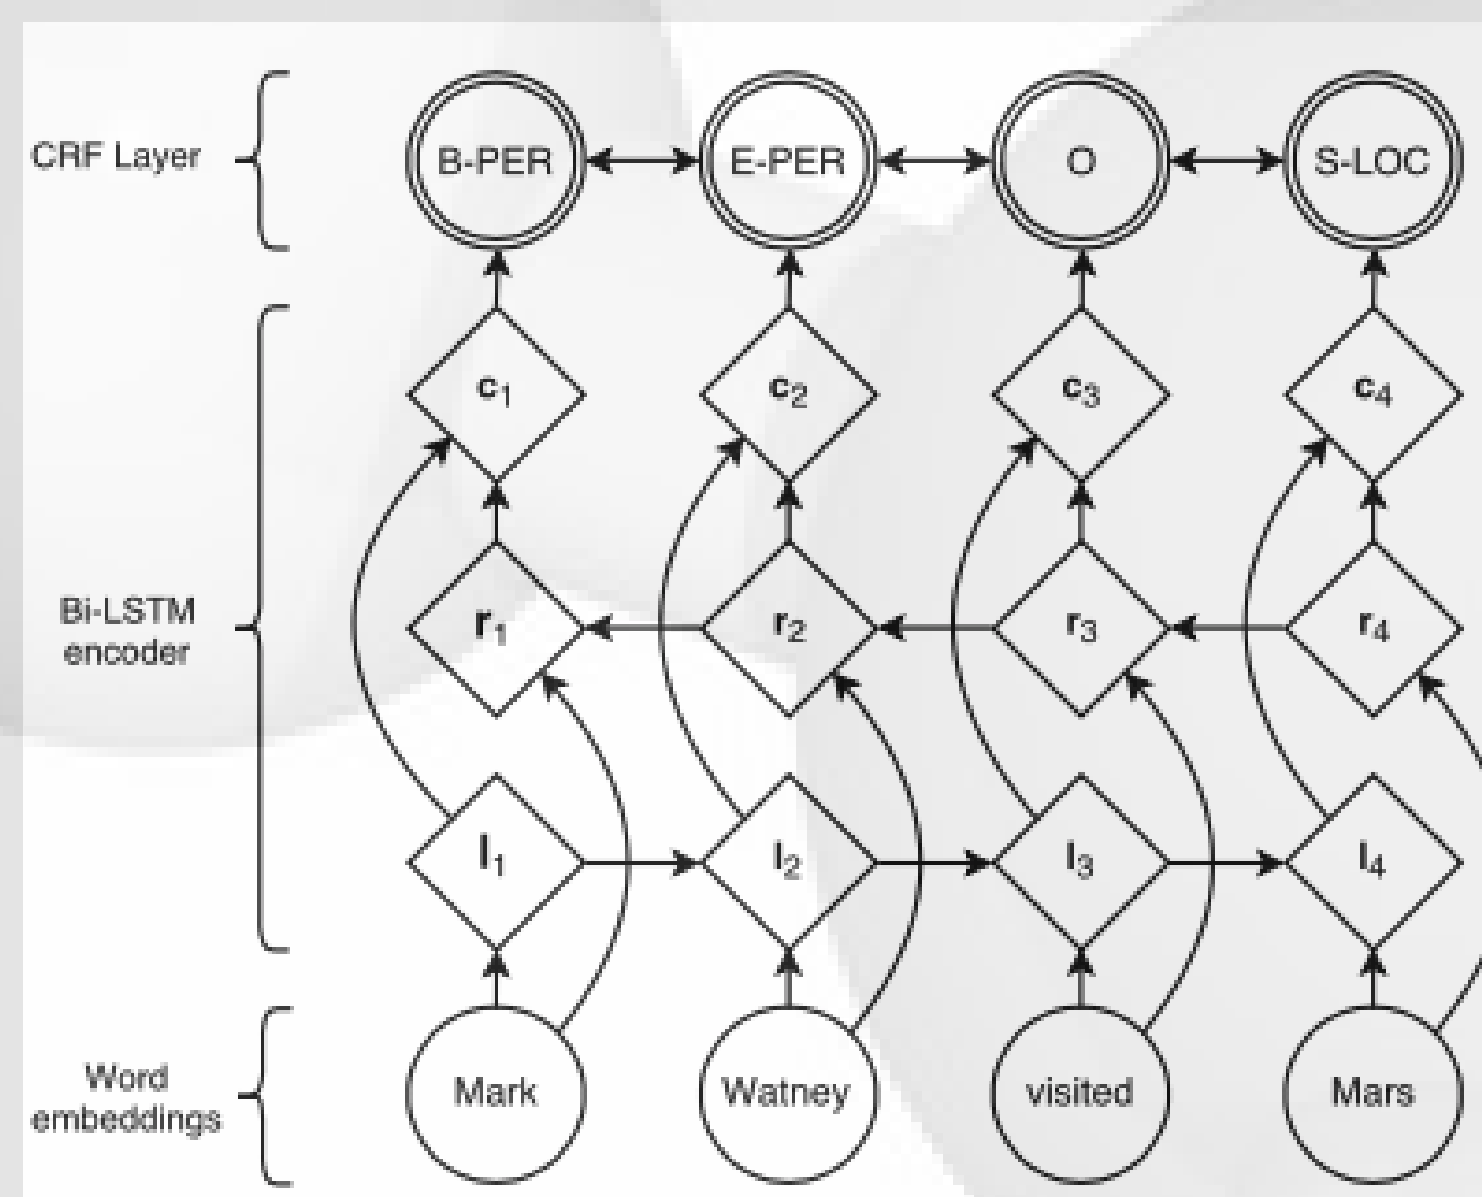 CRF Layer
B-PER
E-PER
O
S-LOC
c1
c2
c3
c4
Bi-LSTM
encoder
r1
r2
r3
r4
l1
l2
l3
l4
Word
embeddings
Mark
Watney
visited
Mars